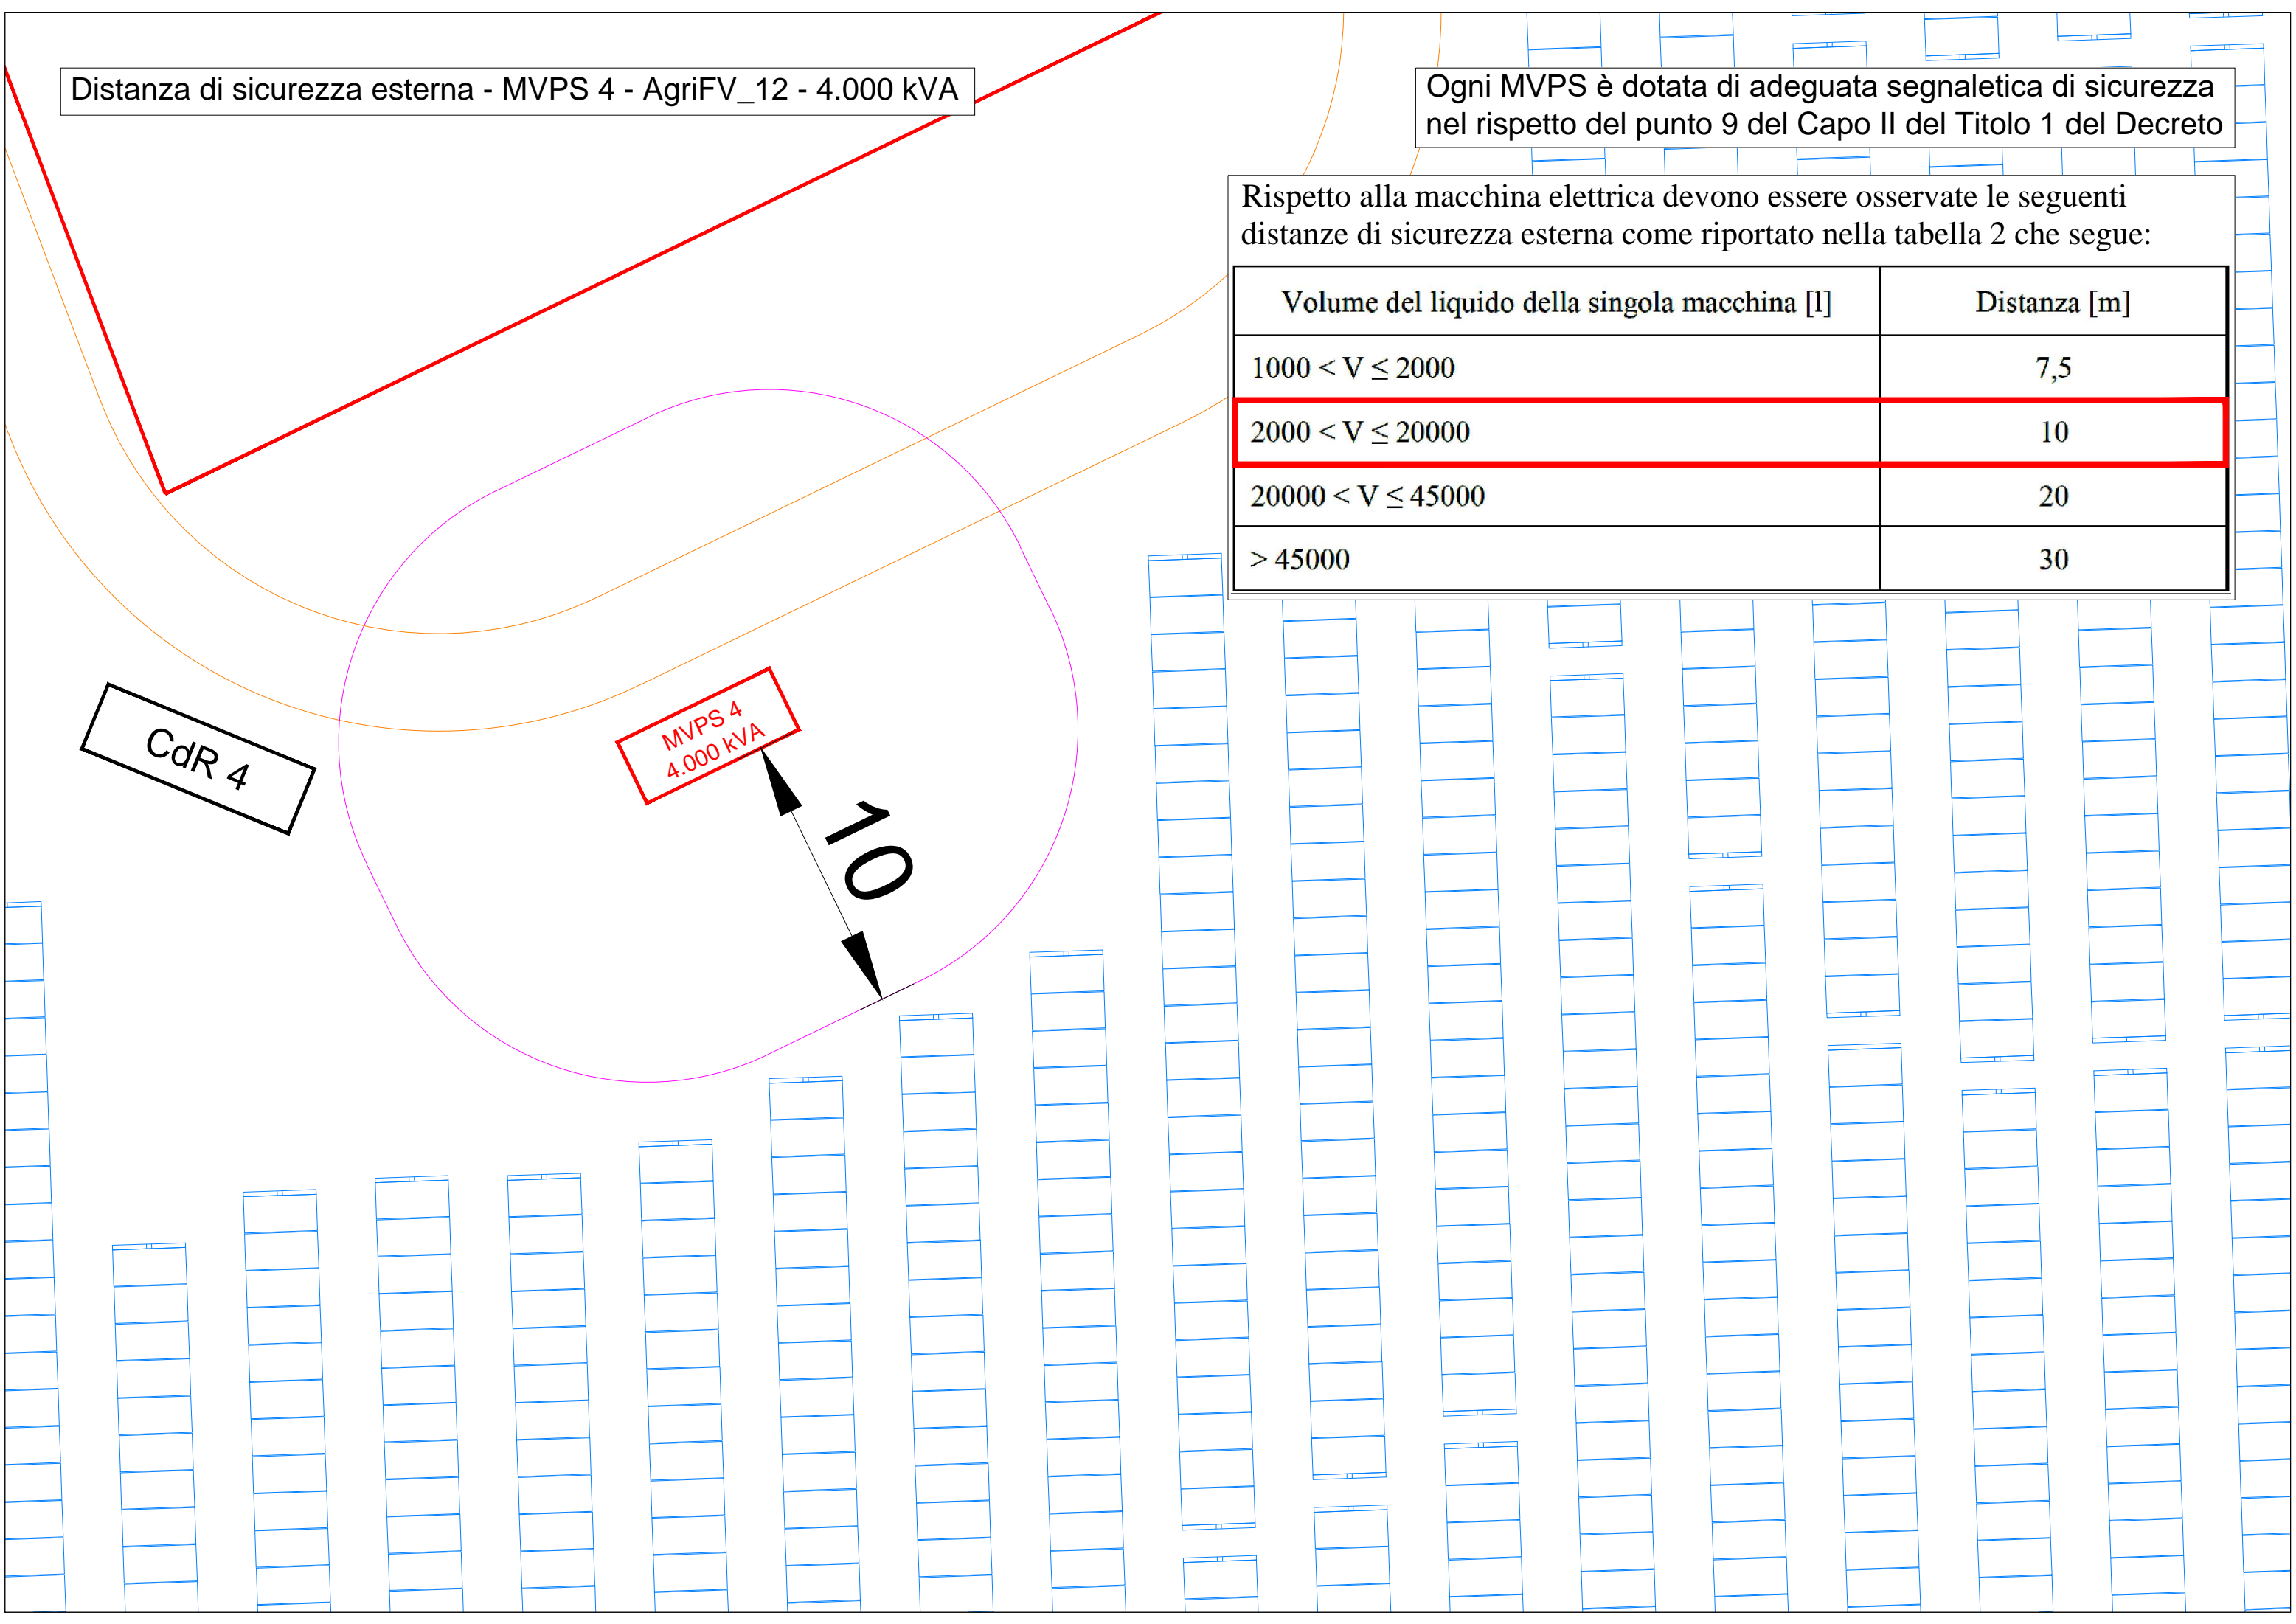 Distanza di sicurezza esterna - MVPS 4 - AgriFV_12 - 4.000 kVA
Ogni MVPS è dotata di adeguata segnaletica di sicurezza
nel rispetto del punto 9 del Capo II del Titolo 1 del Decreto
Rispetto alla macchina elettrica devono essere osservate le seguenti
distanze di sicurezza esterna come riportato nella tabella 2 che segue:
Volume del liquido della singola macchina [l] Distanza [m]
1000 < V ≤ 2000 7,5
2000 < V ≤ 20000 10
20000 < V ≤ 45000 20
> 45000 30
CdR 4
MVPS 4
4.000 kVA
10